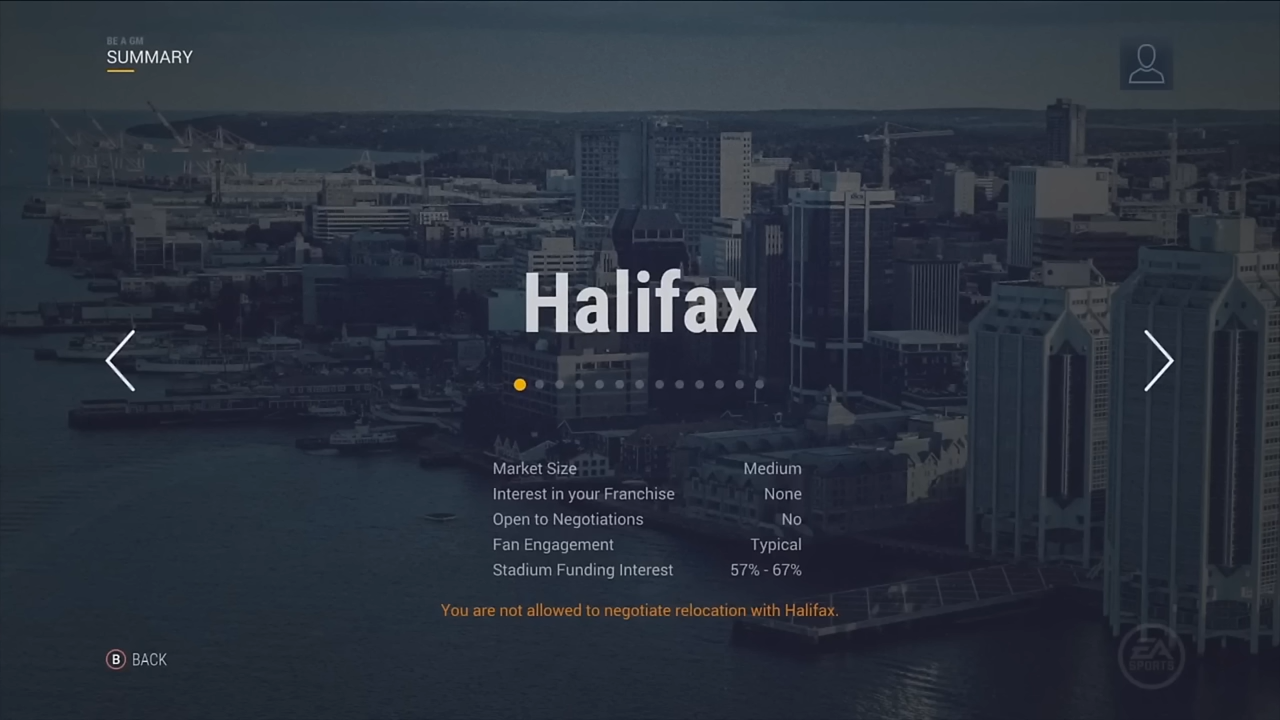 BE A GM
SUMMARY
Halifax
Market Size Medium
Interest in your Franchise None
Open to Negotiations No
Fan Engagement Typical
Stadium Funding Interest 57% - 67%
You are not allowed to negotiate relocation with Halifax.
B BACK
EA
SPORTS